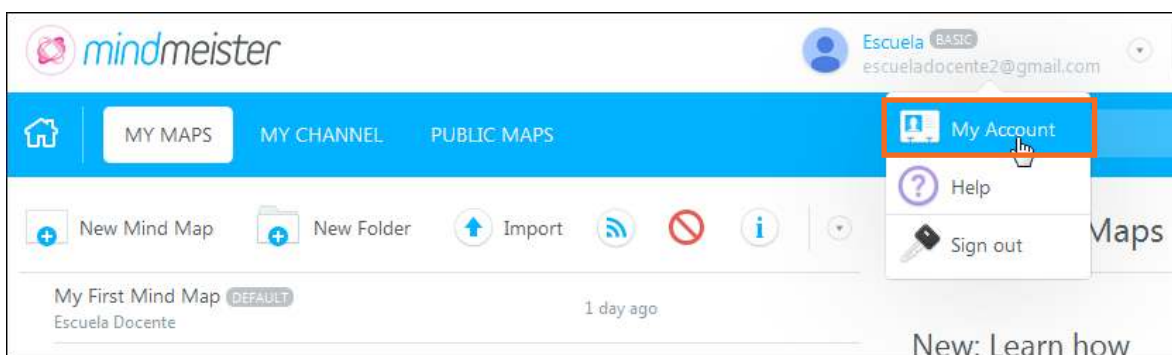 mindmeister
Escuela BASIC
escueladocente2@gmail.com
MY MAPS MY CHANNEL PUBLIC MAPS
My Account
Help
Sign out
New Mind Map New Folder Import i Maps
My First Mind Map DEFAULT 1 day ago
Escuela Docente
New: Learn how